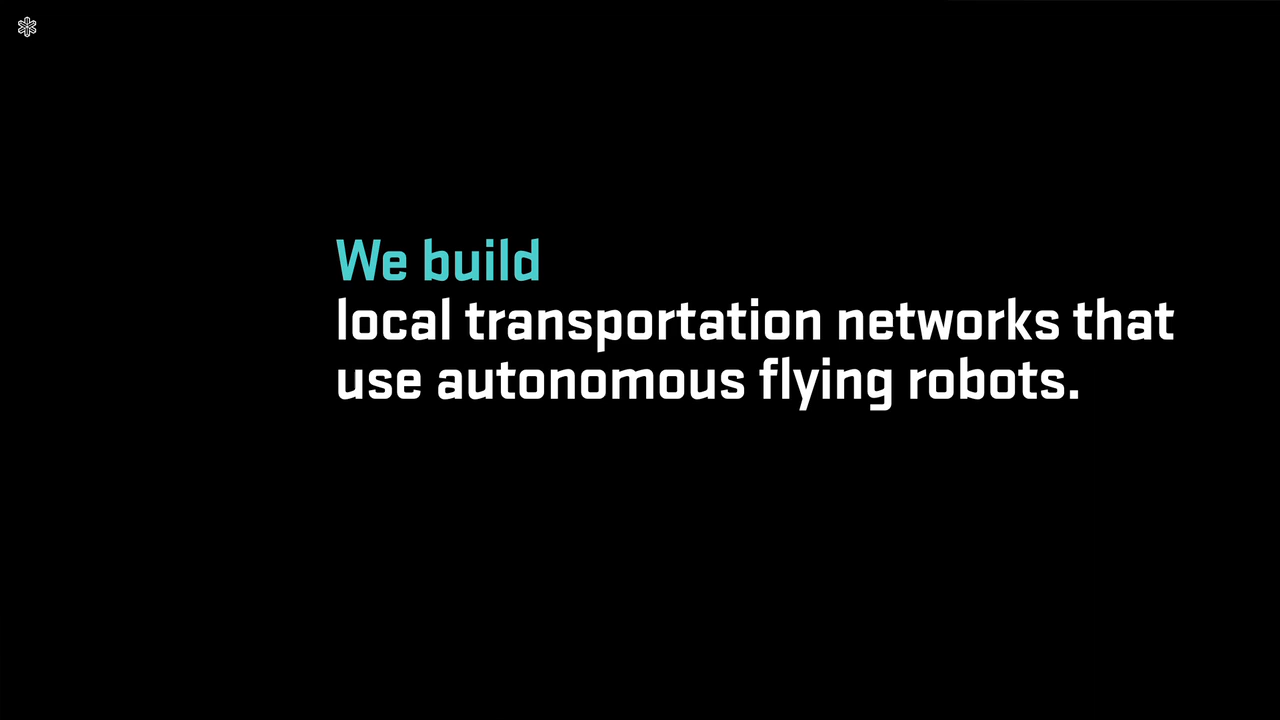 We build
local transportation networks that
use autonomous flying robots.